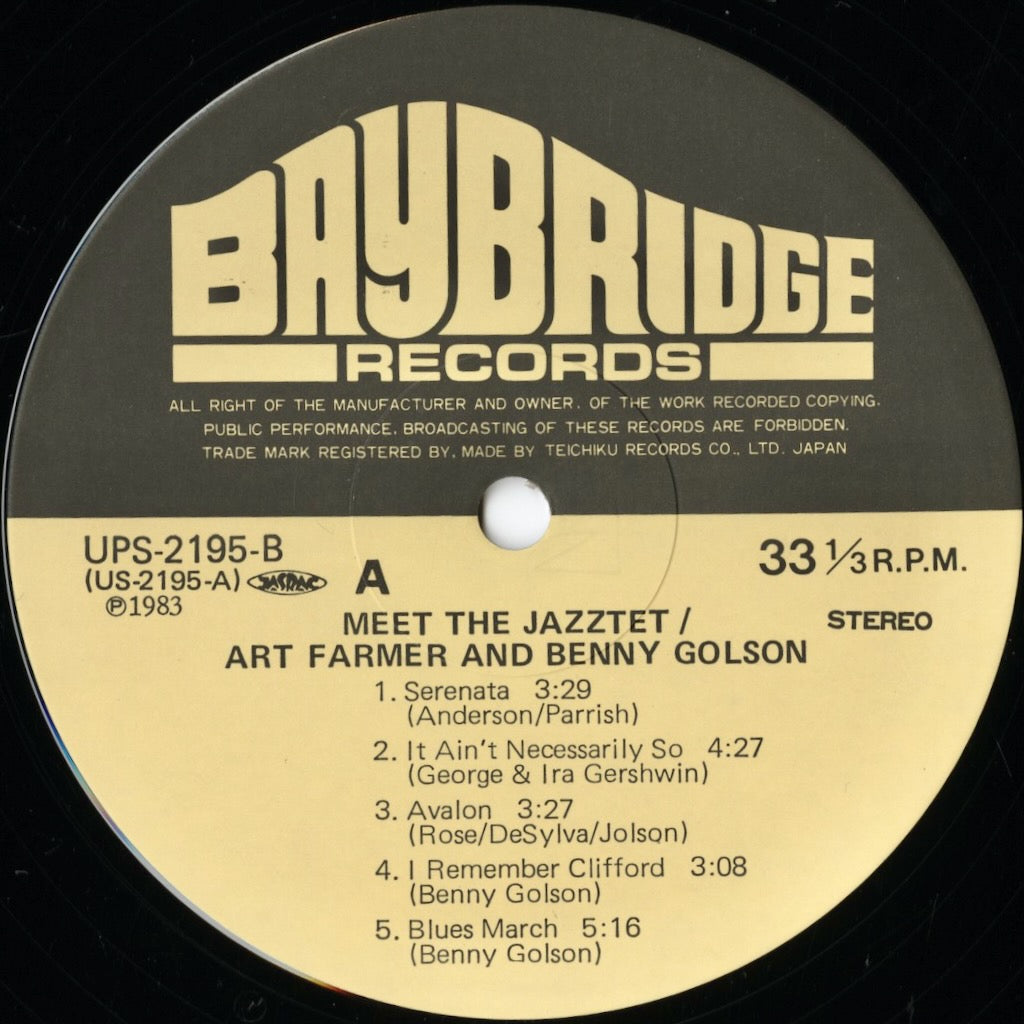 BAYBRIDGE
RECORDS
ALL RIGHT OF THE MANUFACTURER AND OWNER. OF THE WORK RECORDED COPYING.
PUBLIC PERFORMANCE. BROADCASTING OF THESE RECORDS ARE FORBIDDEN.
TRADE MARK REGISTERED BY. MADE BY TEICHIKU RECORDS CO., LTD. JAPAN
UPS-2195-B
(US-2195-A) JASRAC
A
℗1983
33 1/3 R.P.M.
STEREO
MEET THE JAZZTET /
ART FARMER AND BENNY GOLSON
1. Serenata 3:29
(Anderson/Parrish)
2. It Ain't Necessarily So 4:27
(George & Ira Gershwin)
3. Avalon 3:27
(Rose/DeSylva/Jolson)
4. I Remember Clifford 3:08
(Benny Golson)
5. Blues March 5:16
(Benny Golson)